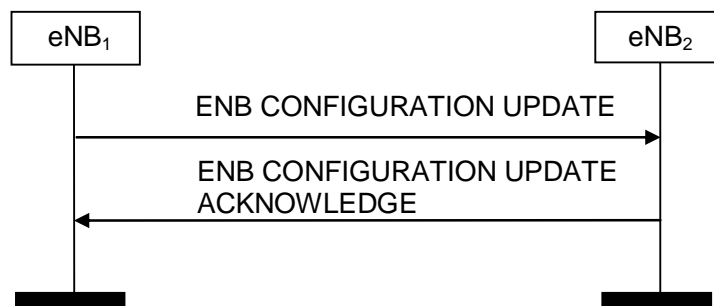 eNB₁
eNB₂
ENB CONFIGURATION UPDATE
ENB CONFIGURATION UPDATE
ACKNOWLEDGE